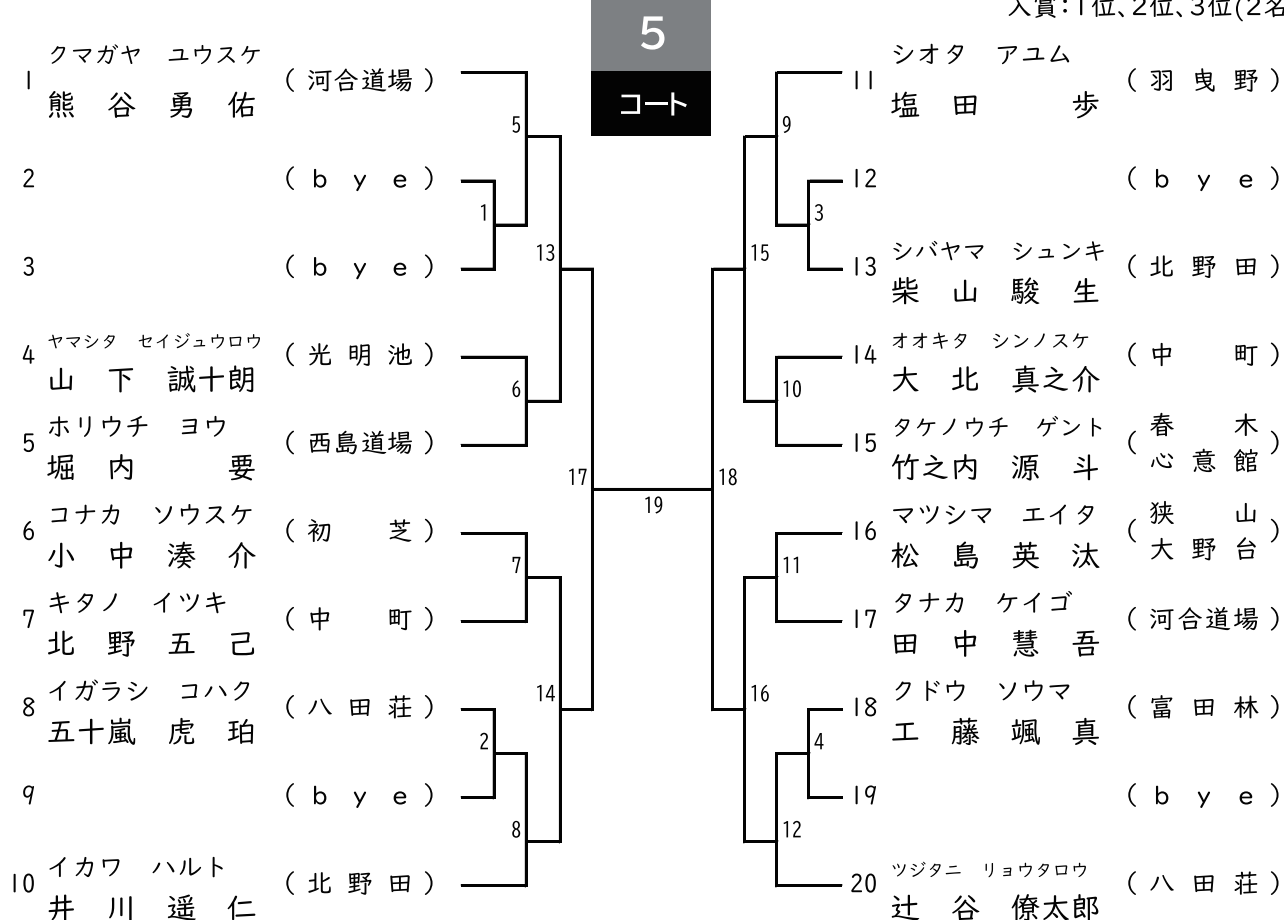 入賞：1位、2位、3位(2名
5
コート
クマガヤ ユウスケ
1 熊谷勇佑 (河合道場)
2 (bye)
3 (bye)
ヤマシタ セイジュウロウ
4 山下誠十朗 (光明池)
ホリウチ ヨウ
5 堀内要 (西島道場)
コナカ ソウスケ
6 小中湊介 (初芝)
キタノ イツキ
7 北野五己 (中町)
イガラシ コハク
8 五十嵐虎珀 (八田荘)
9 (bye)
イカワ ハルト
10 井川遥仁 (北野田)
5
1
13
6
17
7
14
2
8
19
9
3
15
10
18
11
16
4
12
シオタ アユム
11 塩田歩 (羽曳野)
12 (bye)
シバヤマ シュンキ
13 柴山駿生 (北野田)
オオキタ シンノスケ
14 大北真之介 (中町)
タケノウチ ゲント
15 竹之内源斗 (春木心意館)
マツシマ エイタ
16 松島英汰 (狭山大野台)
タナカ ケイゴ
17 田中慧吾 (河合道場)
クドウ ソウマ
18 工藤颯真 (富田林)
19 (bye)
ツジタニ リョウタロウ
20 辻谷僚太郎 (八田荘)